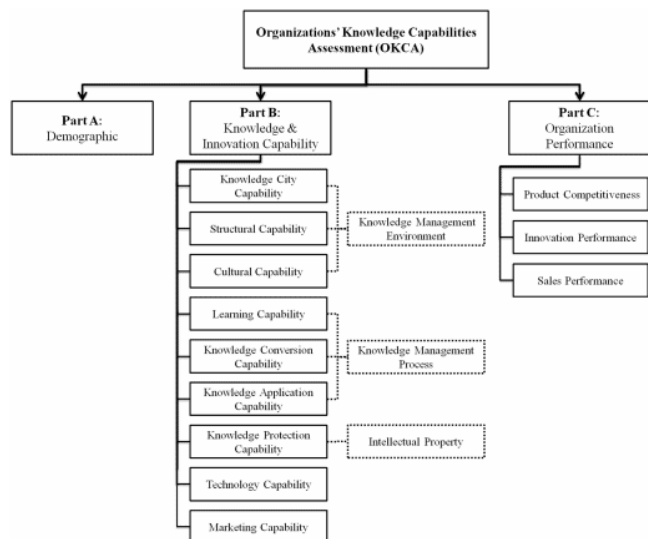 Organizations' Knowledge Capabilities
Assessment (OKCA)
Part A:
Demographic
Part B:
Knowledge &
Innovation Capability
Part C:
Organization
Performance
Knowledge City
Capability
Structural Capability
Cultural Capability
Knowledge Management
Environment
Learning Capability
Knowledge Conversion
Capability
Knowledge Application
Capability
Knowledge Management
Process
Knowledge Protection
Capability
Intellectual Property
Technology Capability
Marketing Capability
Product Competitiveness
Innovation Performance
Sales Performance